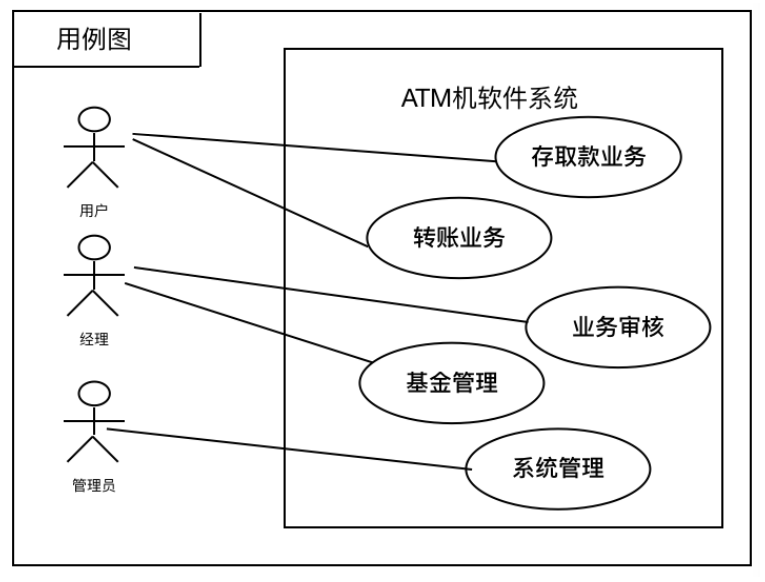 用例图
ATM机软件系统
存取款业务
用户
转账业务
经理
业务审核
基金管理
管理员
系统管理